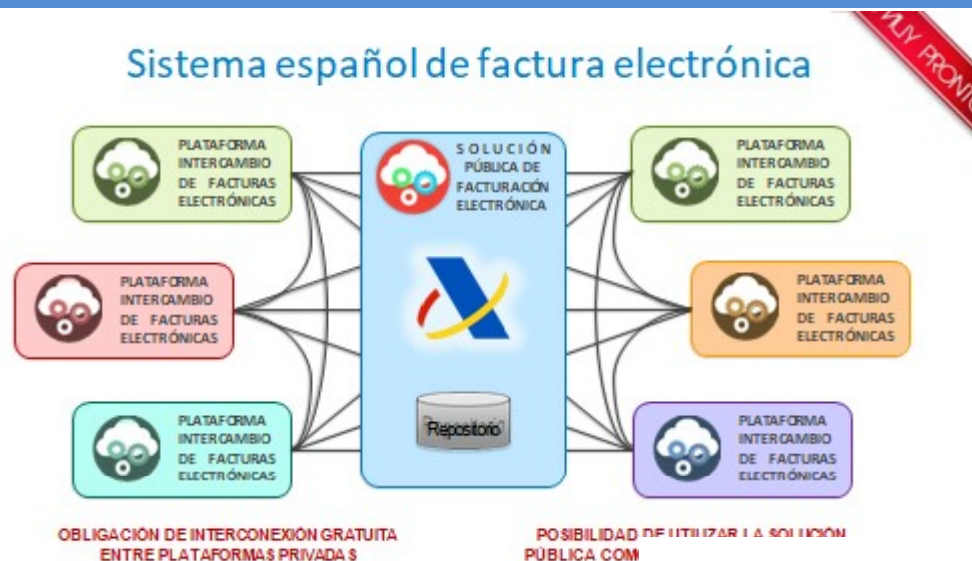 MUY PRONTO
Sistema español de factura electrónica
PLATAFORMA
INTERCAMBIO
DE FACTURAS
ELECTRÓNICAS
SOLUCIÓN
PÚBLICA DE
FACTURACIÓN
ELECTRÓNICA
PLATAFORMA
INTERCAMBIO
DE FACTURAS
ELECTRÓNICAS
PLATAFORMA
INTERCAMBIO
DE FACTURAS
ELECTRÓNICAS
PLATAFORMA
INTERCAMBIO
DE FACTURAS
ELECTRÓNICAS
Repositorio
PLATAFORMA
INTERCAMBIO
DE FACTURAS
ELECTRÓNICAS
PLATAFORMA
INTERCAMBIO
DE FACTURAS
ELECTRÓNICAS
OBLIGACIÓN DE INTERCONEXIÓN GRATUITA
ENTRE PLATAFORMAS PRIVADAS
POSIBILIDAD DE UTILIZAR LA SOLUCIÓN
PÚBLICA